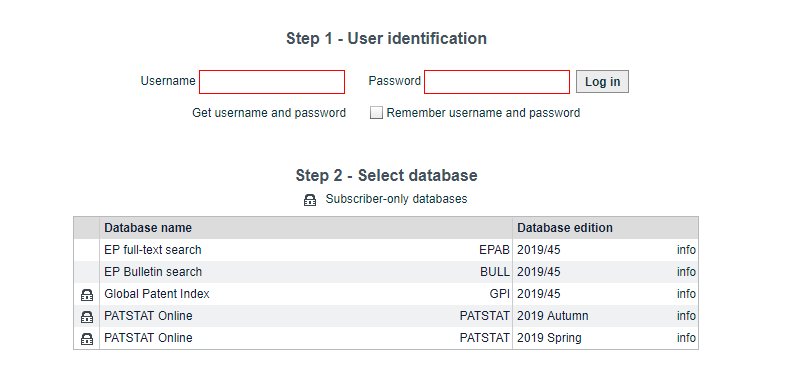 Step 1 - User identification
Username Password Log in
Get username and password Remember username and password
Step 2 - Select database
Subscriber-only databases
Database name Database edition
EP full-text search EPAB 2019/45 info
EP Bulletin search BULL 2019/45 info
Global Patent Index GPI 2019/45 info
PATSTAT Online PATSTAT 2019 Autumn info
PATSTAT Online PATSTAT 2019 Spring info